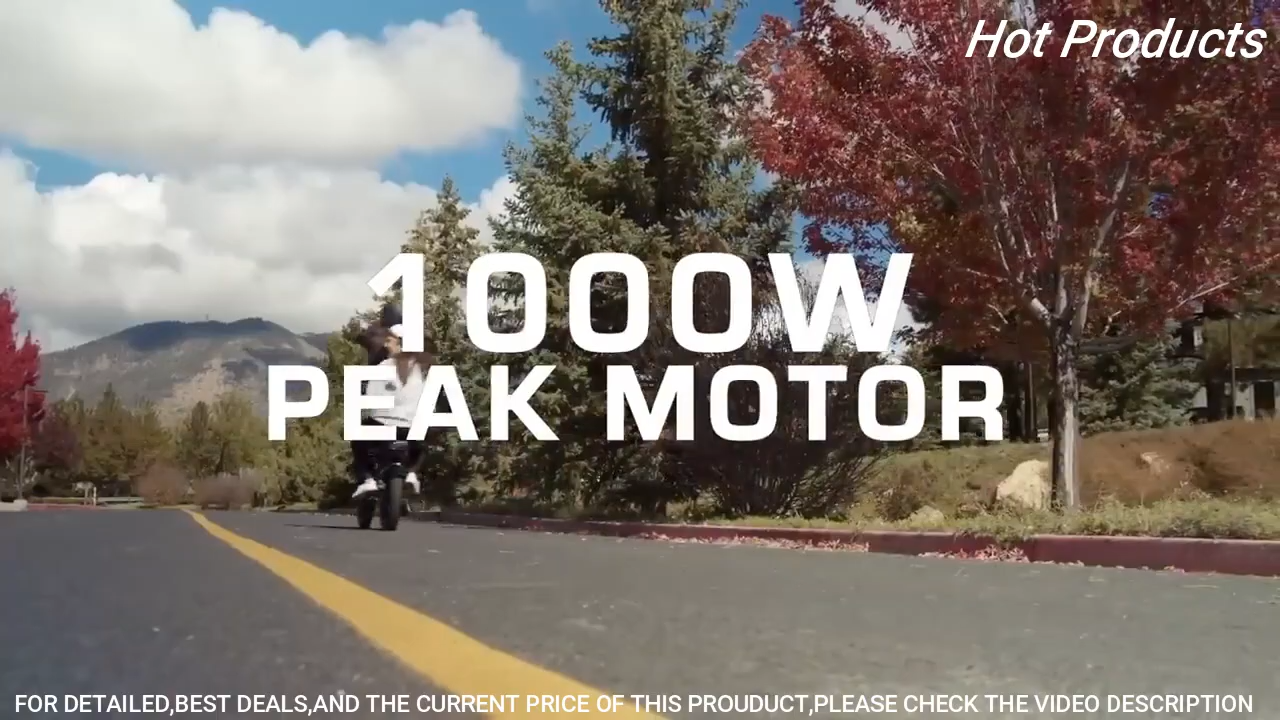 Hot Products
1000W
PEAK MOTOR
FOR DETAILED,BEST DEALS,AND THE CURRENT PRICE OF THIS PROUDUCT,PLEASE CHECK THE VIDEO DESCRIPTION